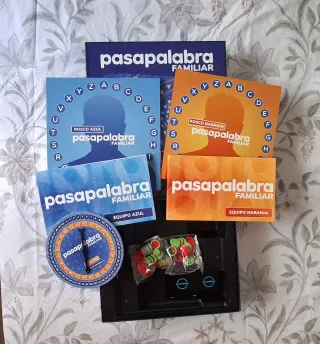 pasapalabra
FAMILIAR
ROSCO AZUL
pasapalabra
FAMILIAR
U V X Y Z A B C D E F G H
T S R
ROSCO NARANJA
pasapalabra
FAMILIAR
U V X Y Z A B C D E F G H
T S R
pasapalabra
FAMILIAR
EQUIPO AZUL
pasapalabra
FAMILIAR
EQUIPO NARANJA
pasapalabra
FAMILIAR